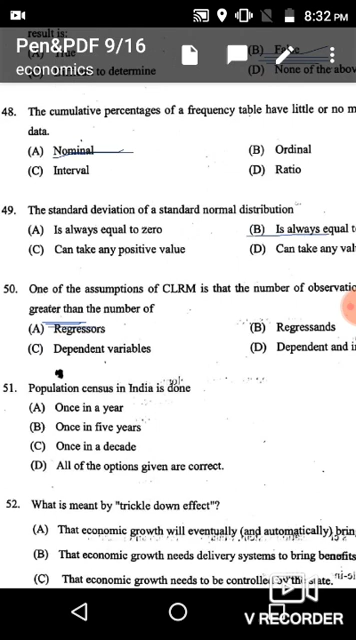 8:32 PM
Pen&PDF 9/16
economics
result is:
(A) True
(B) False
to determine
(D) None of the abov
48. The cumulative percentages of a frequency table have little or no m
data.
(A) Nominal
(B) Ordinal
(C) Interval
(D) Ratio
49. The standard deviation of a standard normal distribution
(A) Is always equal to zero
(B) Is always equal t
(C) Can take any positive value
(D) Can take any val
50. One of the assumptions of CLRM is that the number of observatio
greater than the number of
(A) Regressors
(B) Regressands
(C) Dependent variables
(D) Dependent and i
51. Population census in India is done
(A) Once in a year
(B) Once in five years
(C) Once in a decade
(D) All of the options given are correct.
52. What is meant by "trickle down effect"?
(A) That economic growth will eventually (and automatically) brin
(B) That economic growth needs delivery systems to bring benefits
(C) That economic growth needs to be controlled by the state.
V RECORDER